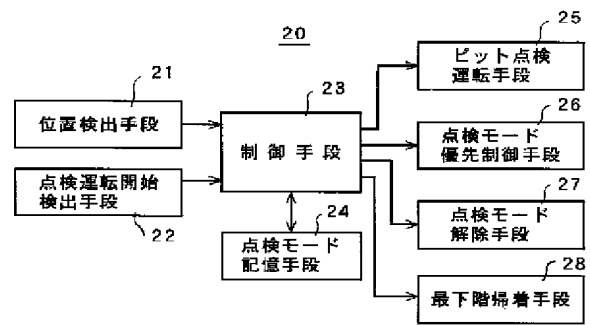 20
21
位置検出手段
点検運転開始
検出手段
22
23
制御手段
24
点検モード
記憶手段
25
ピット点検
運転手段
26
点検モード
優先制御手段
27
点検モード
解除手段
28
最下階帰着手段